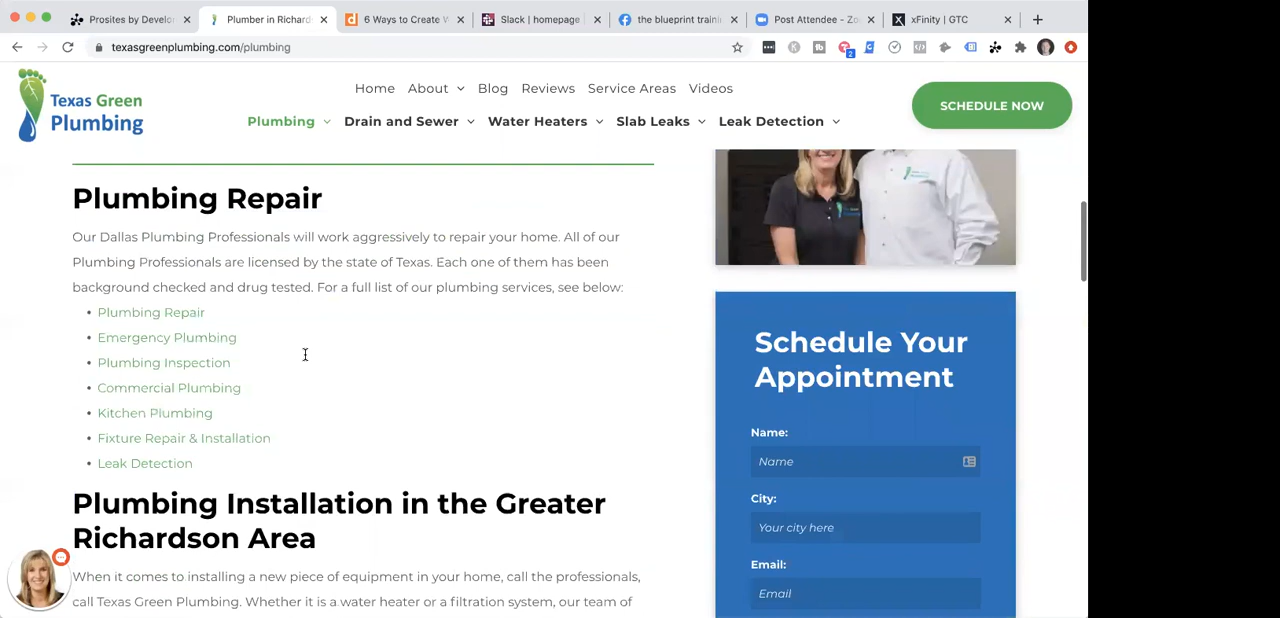 Prosites by Develo
Plumber in Richard
6 Ways to Create V
Slack | homepage
the blueprint traini
Post Attendee - Zo
xFinity | GTC
texasgreenplumbing.com/plumbing
2
Texas Green
Plumbing
Home About Blog Reviews Service Areas Videos
Plumbing Drain and Sewer Water Heaters Slab Leaks Leak Detection
SCHEDULE NOW
Plumbing Repair
Our Dallas Plumbing Professionals will work aggressively to repair your home. All of our
Plumbing Professionals are licensed by the state of Texas. Each one of them has been
background checked and drug tested. For a full list of our plumbing services, see below:
• Plumbing Repair
• Emergency Plumbing
• Plumbing Inspection
• Commercial Plumbing
• Kitchen Plumbing
• Fixture Repair & Installation
• Leak Detection
Plumbing Installation in the Greater
Richardson Area
When it comes to installing a new piece of equipment in your home, call the professionals,
call Texas Green Plumbing. Whether it is a water heater or a filtration system, our team of
Schedule Your
Appointment
Name:
Name
City:
Your city here
Email:
Email